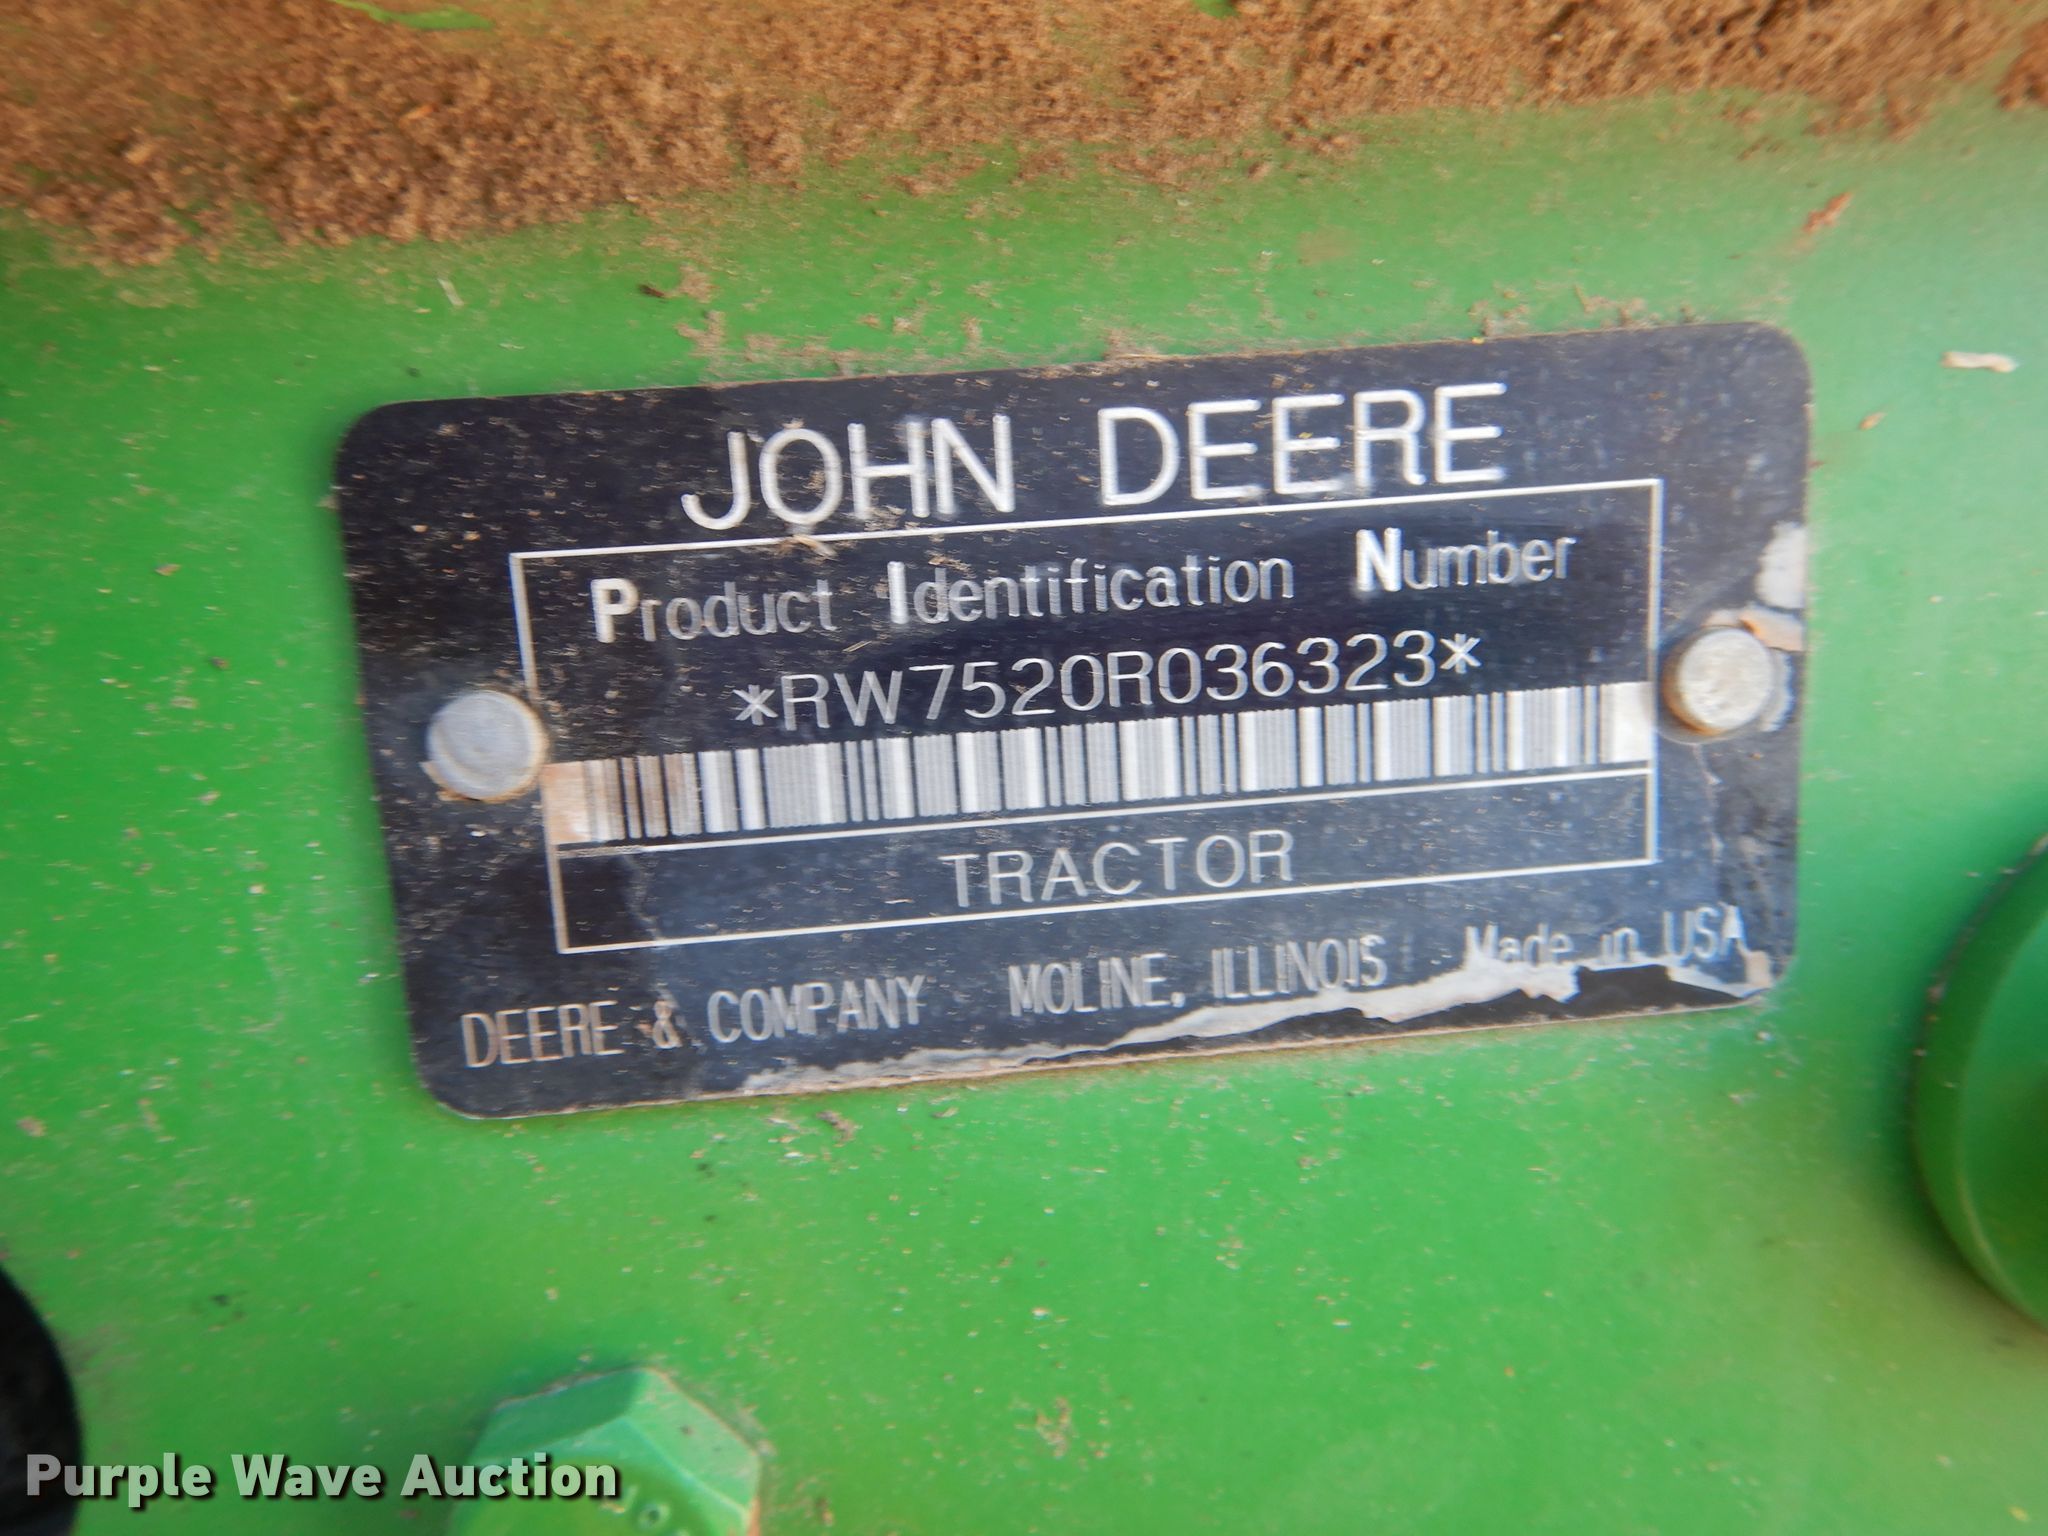 JOHN DEERE
Product Identification Number
*RW7520R036323*
TRACTOR
DEERE & COMPANY MOLINE, ILLINOIS Made in USA
Purple Wave Auction